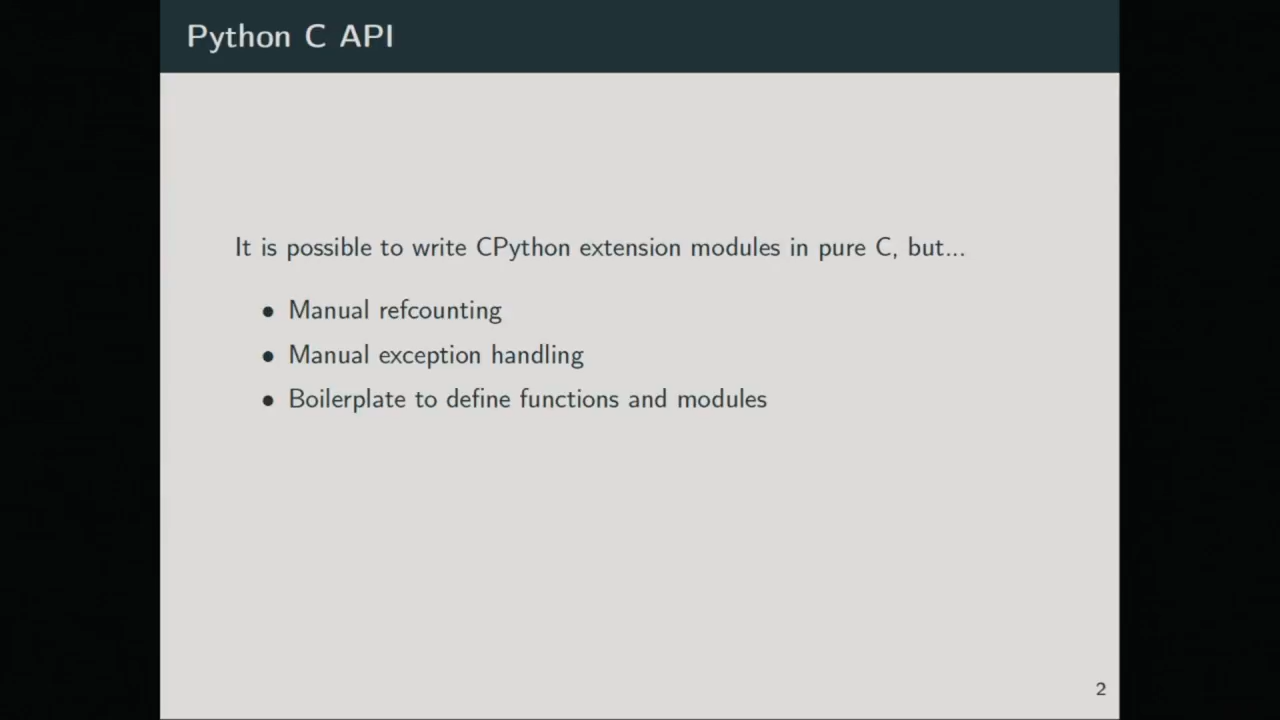 Python C API
It is possible to write CPython extension modules in pure C, but...
• Manual refcounting
• Manual exception handling
• Boilerplate to define functions and modules
2